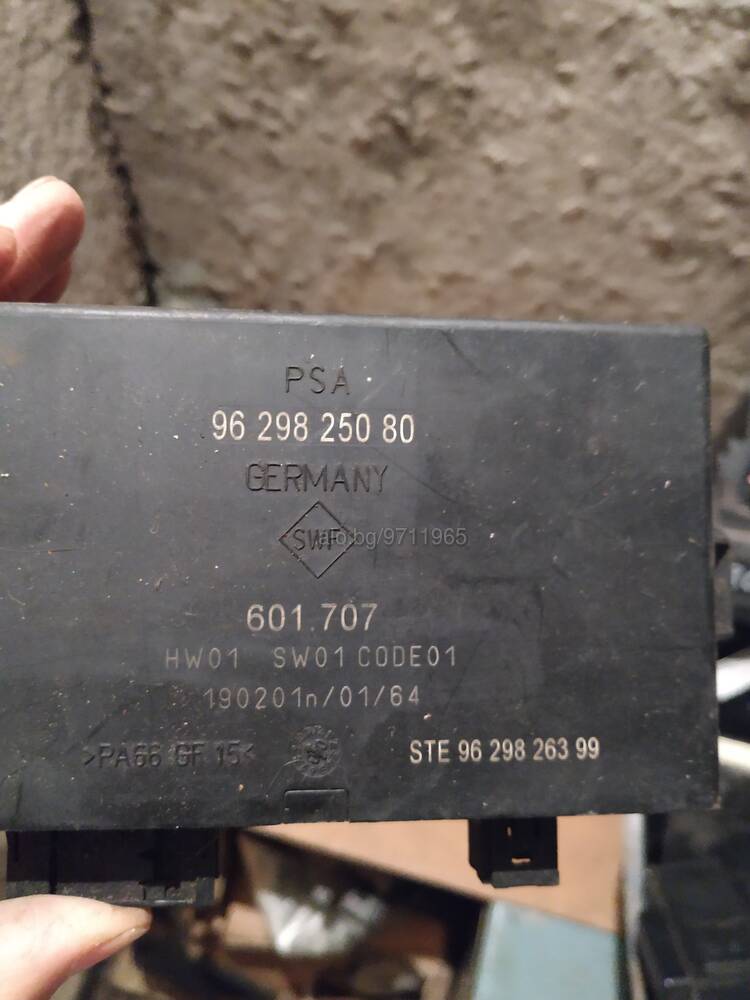 PSA
96 298 250 80
GERMANY
SWF
alo.bg/9711965
601.707
HW01 SW01 CODE01
190201n/01/64
>PA66 GF 15<
STE 96 298 263 99